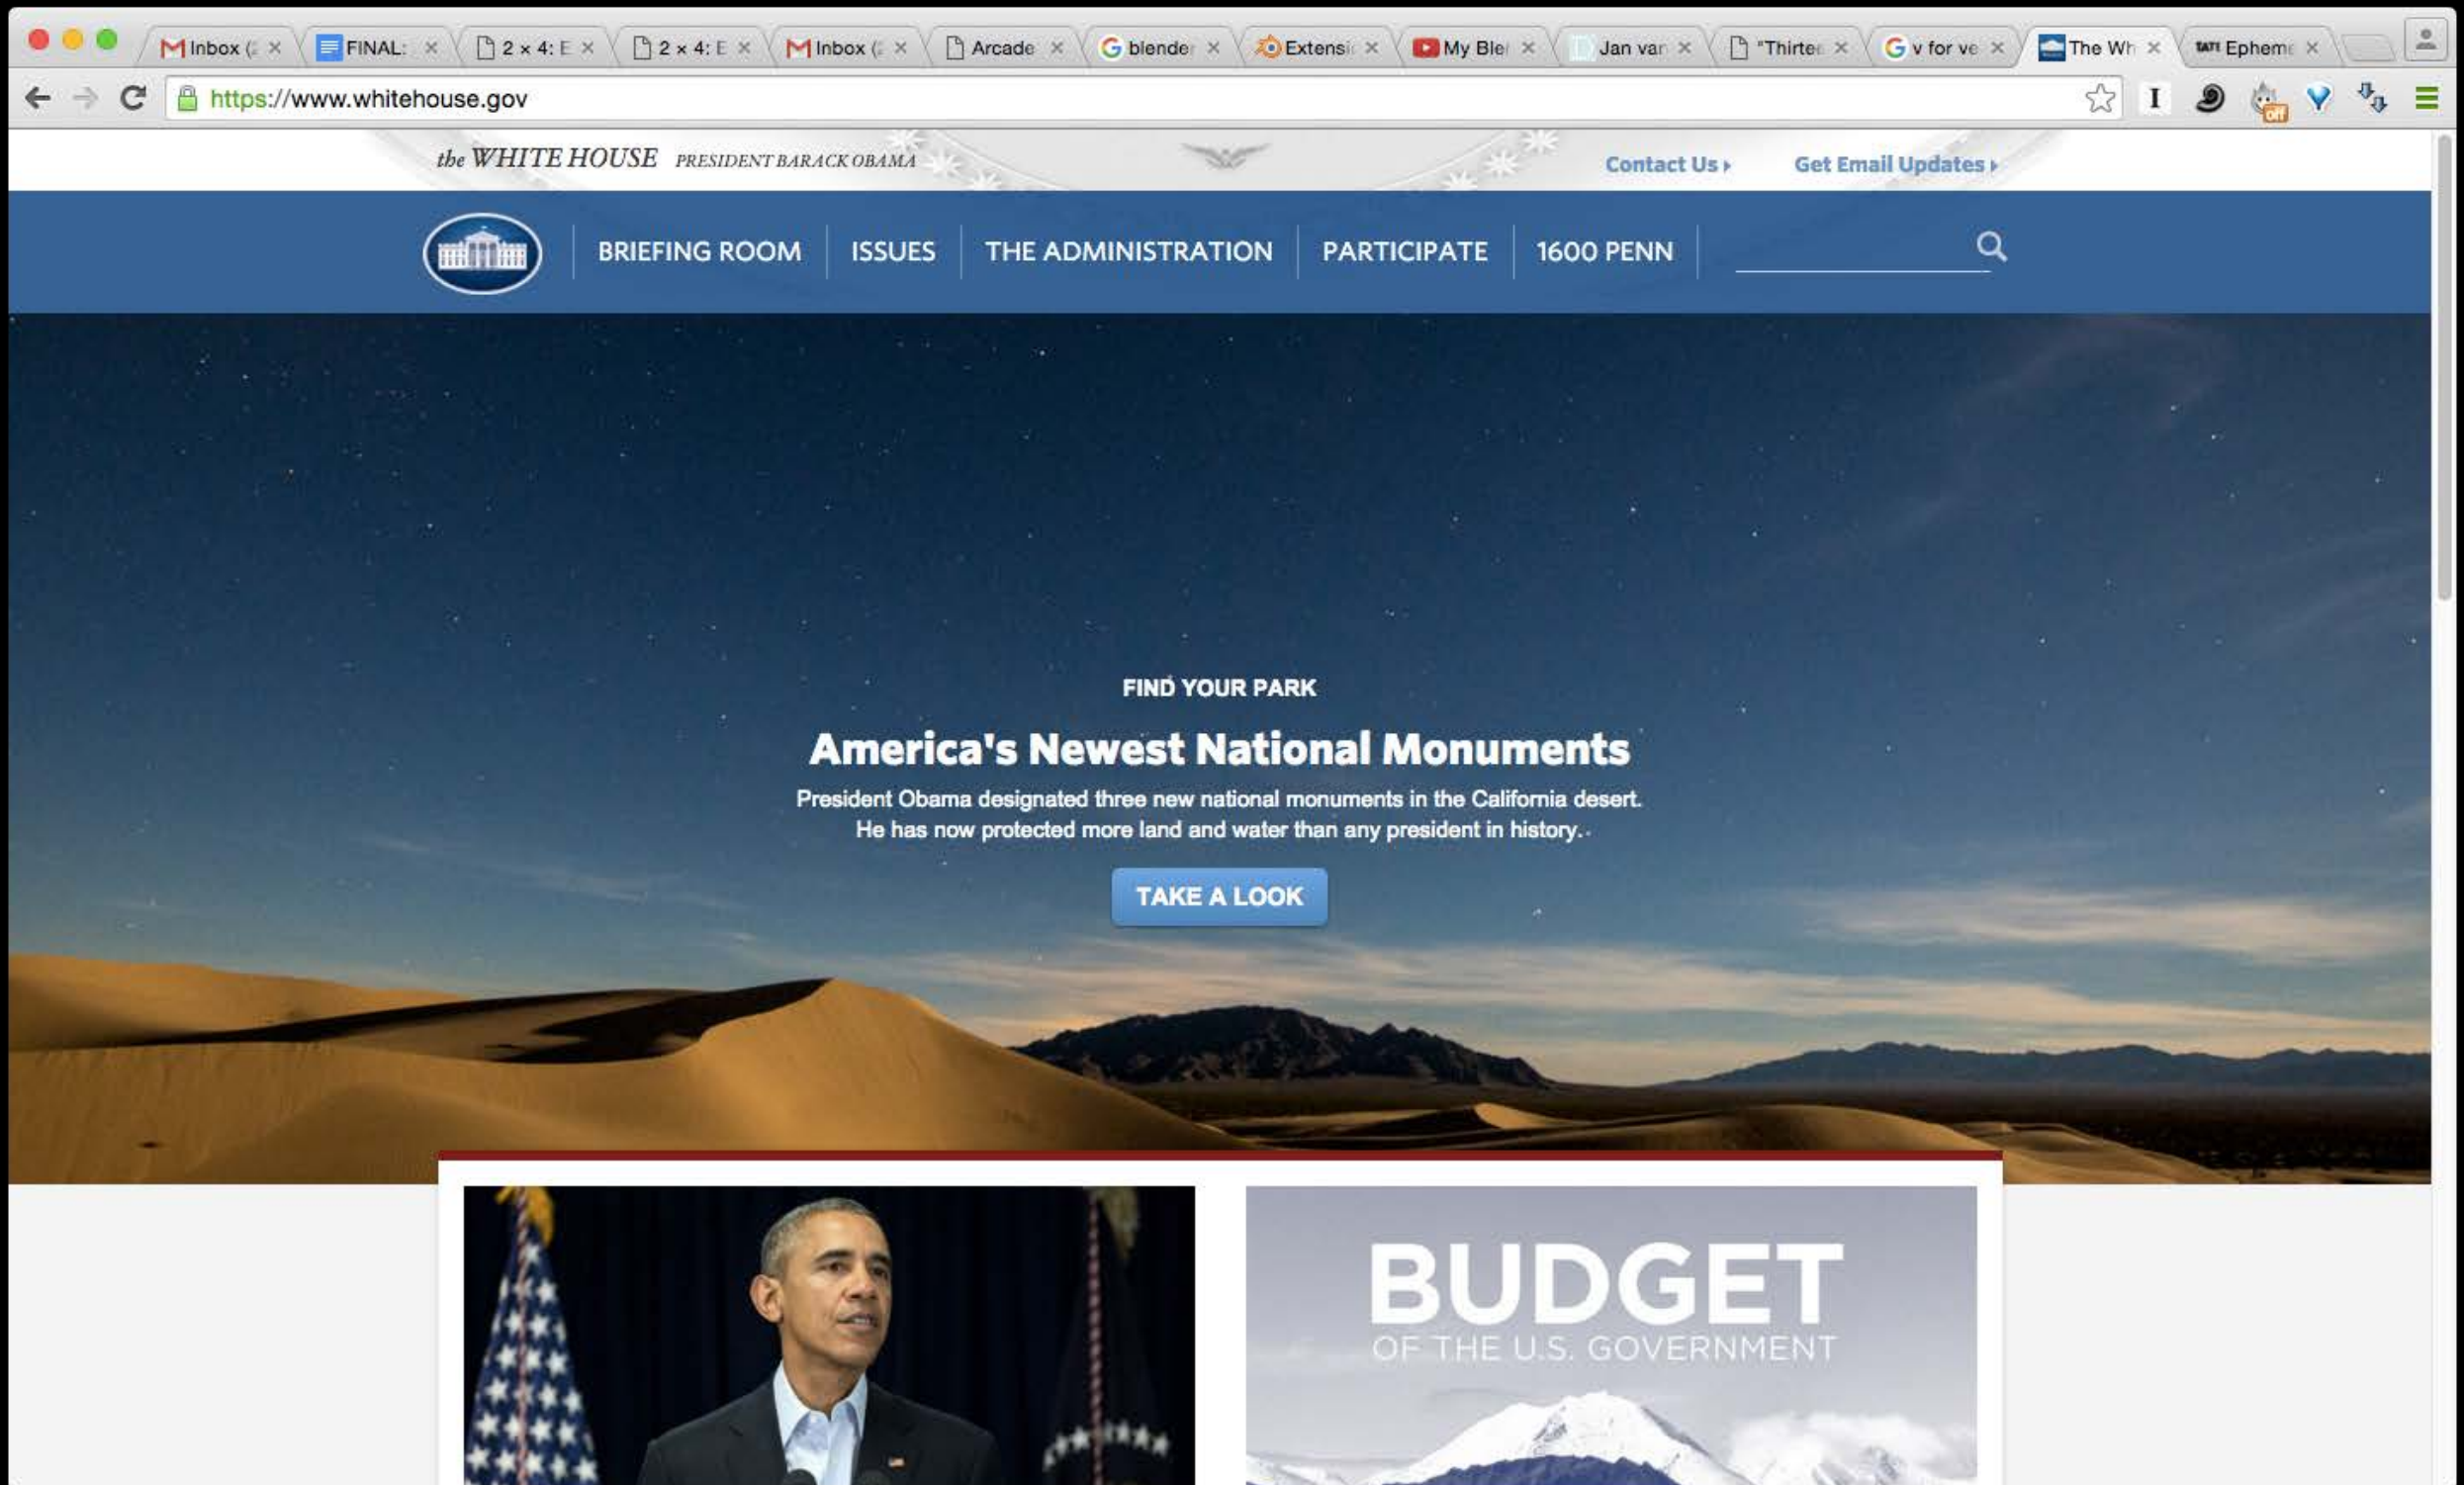 Inbox (
FINAL:
2 × 4: E
2 × 4: E
Inbox (
Arcade
blender
Extensi
My Ble
Jan van
"Thirtee
v for ve
The Wh
TATE Epheme
https://www.whitehouse.gov
I
off
the WHITE HOUSE PRESIDENT BARACK OBAMA
Contact Us
Get Email Updates
BRIEFING ROOM
ISSUES
THE ADMINISTRATION
PARTICIPATE
1600 PENN
FIND YOUR PARK
America's Newest National Monuments
President Obama designated three new national monuments in the California desert.
He has now protected more land and water than any president in history.
TAKE A LOOK
BUDGET
OF THE U.S. GOVERNMENT